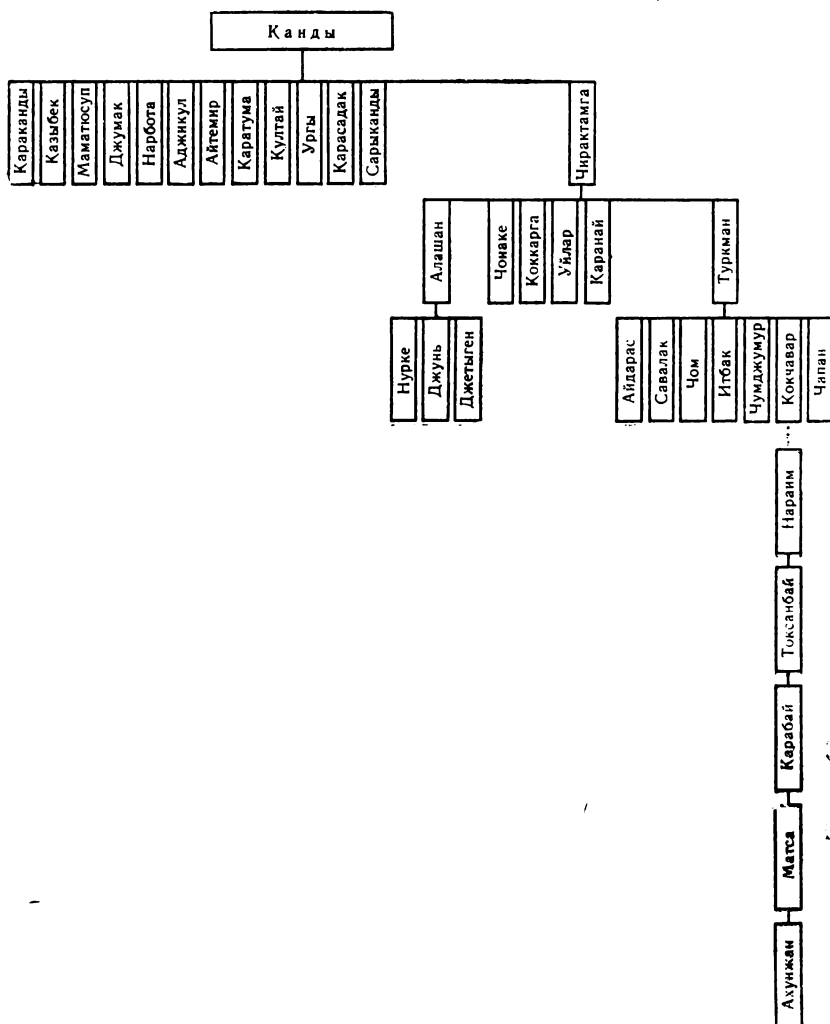 Канды
Караканды
Казыбек
Маматюсуп
Джумак
Нарбота
Аджикул
Айтемир
Каратума
Култай
Ургы
Карасадак
Сарыканды
Чирактамга
Алашан
Чонаке
Коккарга
Уйлар
Каранай
Туркман
Нурке
Джунь
Джетыген
Айдарас
Савалак
Чом
Итбак
Чумджумур
Кокчавар
Чапан
Нараим
Токсанбай
Карабай
Матса
Ахунжан